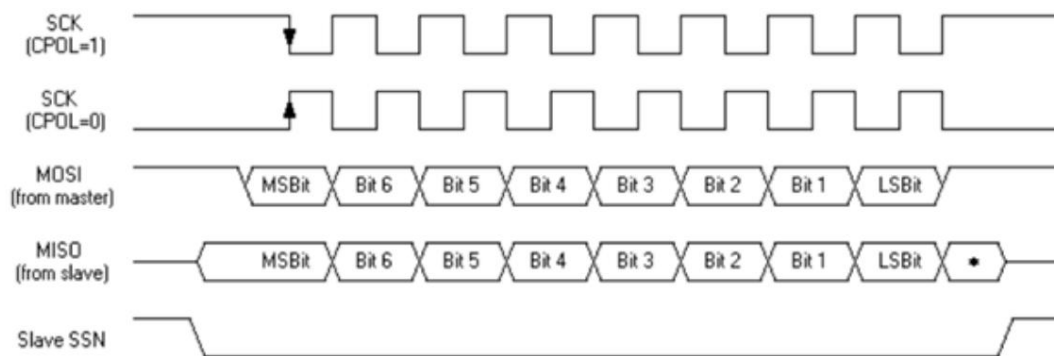 SCK
(CPOL=1)
SCK
(CPOL=0)
MOSI
(from master)
MSBit Bit 6 Bit 5 Bit 4 Bit 3 Bit 2 Bit 1 LSBit
MISO
(from slave)
MSBit Bit 6 Bit 5 Bit 4 Bit 3 Bit 2 Bit 1 LSBit *
Slave SSN